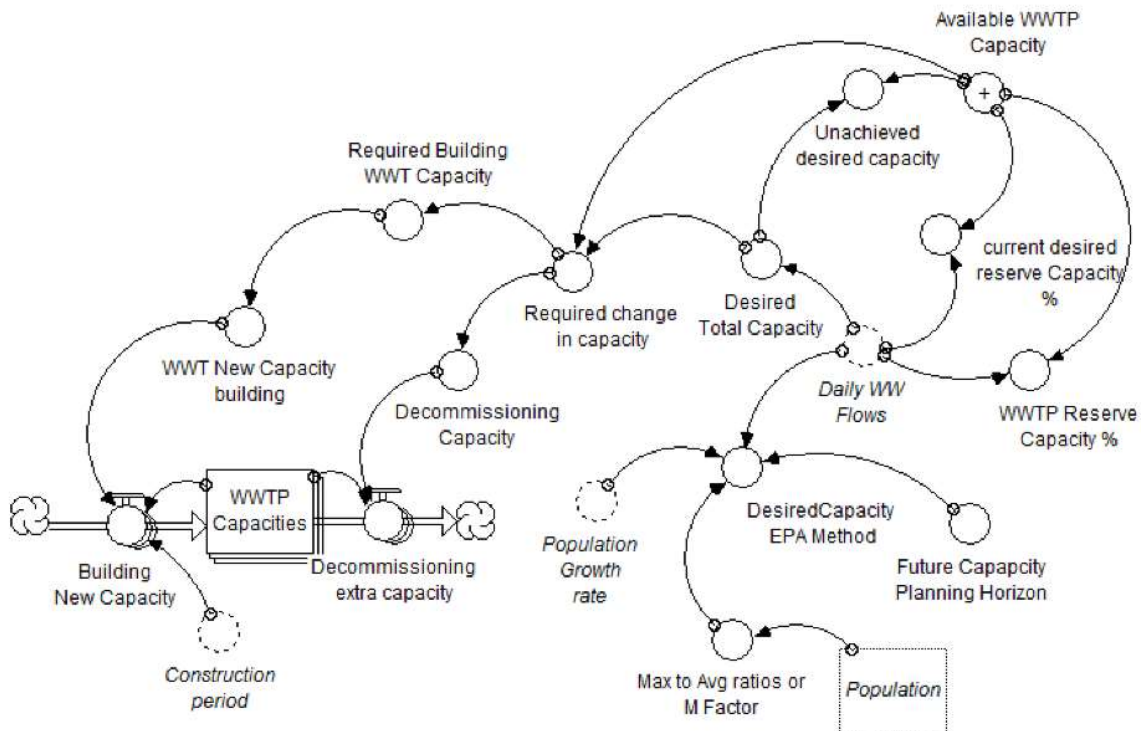 Available WWTP
Capacity
Unachieved
desired capacity
Required Building
WWT Capacity
current desired
reserve Capacity
%
Required change
in capacity
Desired
Total Capacity
WWT New Capacity
building
Daily WW
Flows
WWTP Reserve
Capacity %
Decommissioning
Capacity
WWTP
Capacities
DesiredCapacity
EPA Method
Population
Growth
rate
Future Capapcity
Planning Horizon
Building
New Capacity
Decommissioning
extra capacity
Construction
period
Max to Avg ratios or
M Factor
Population
+